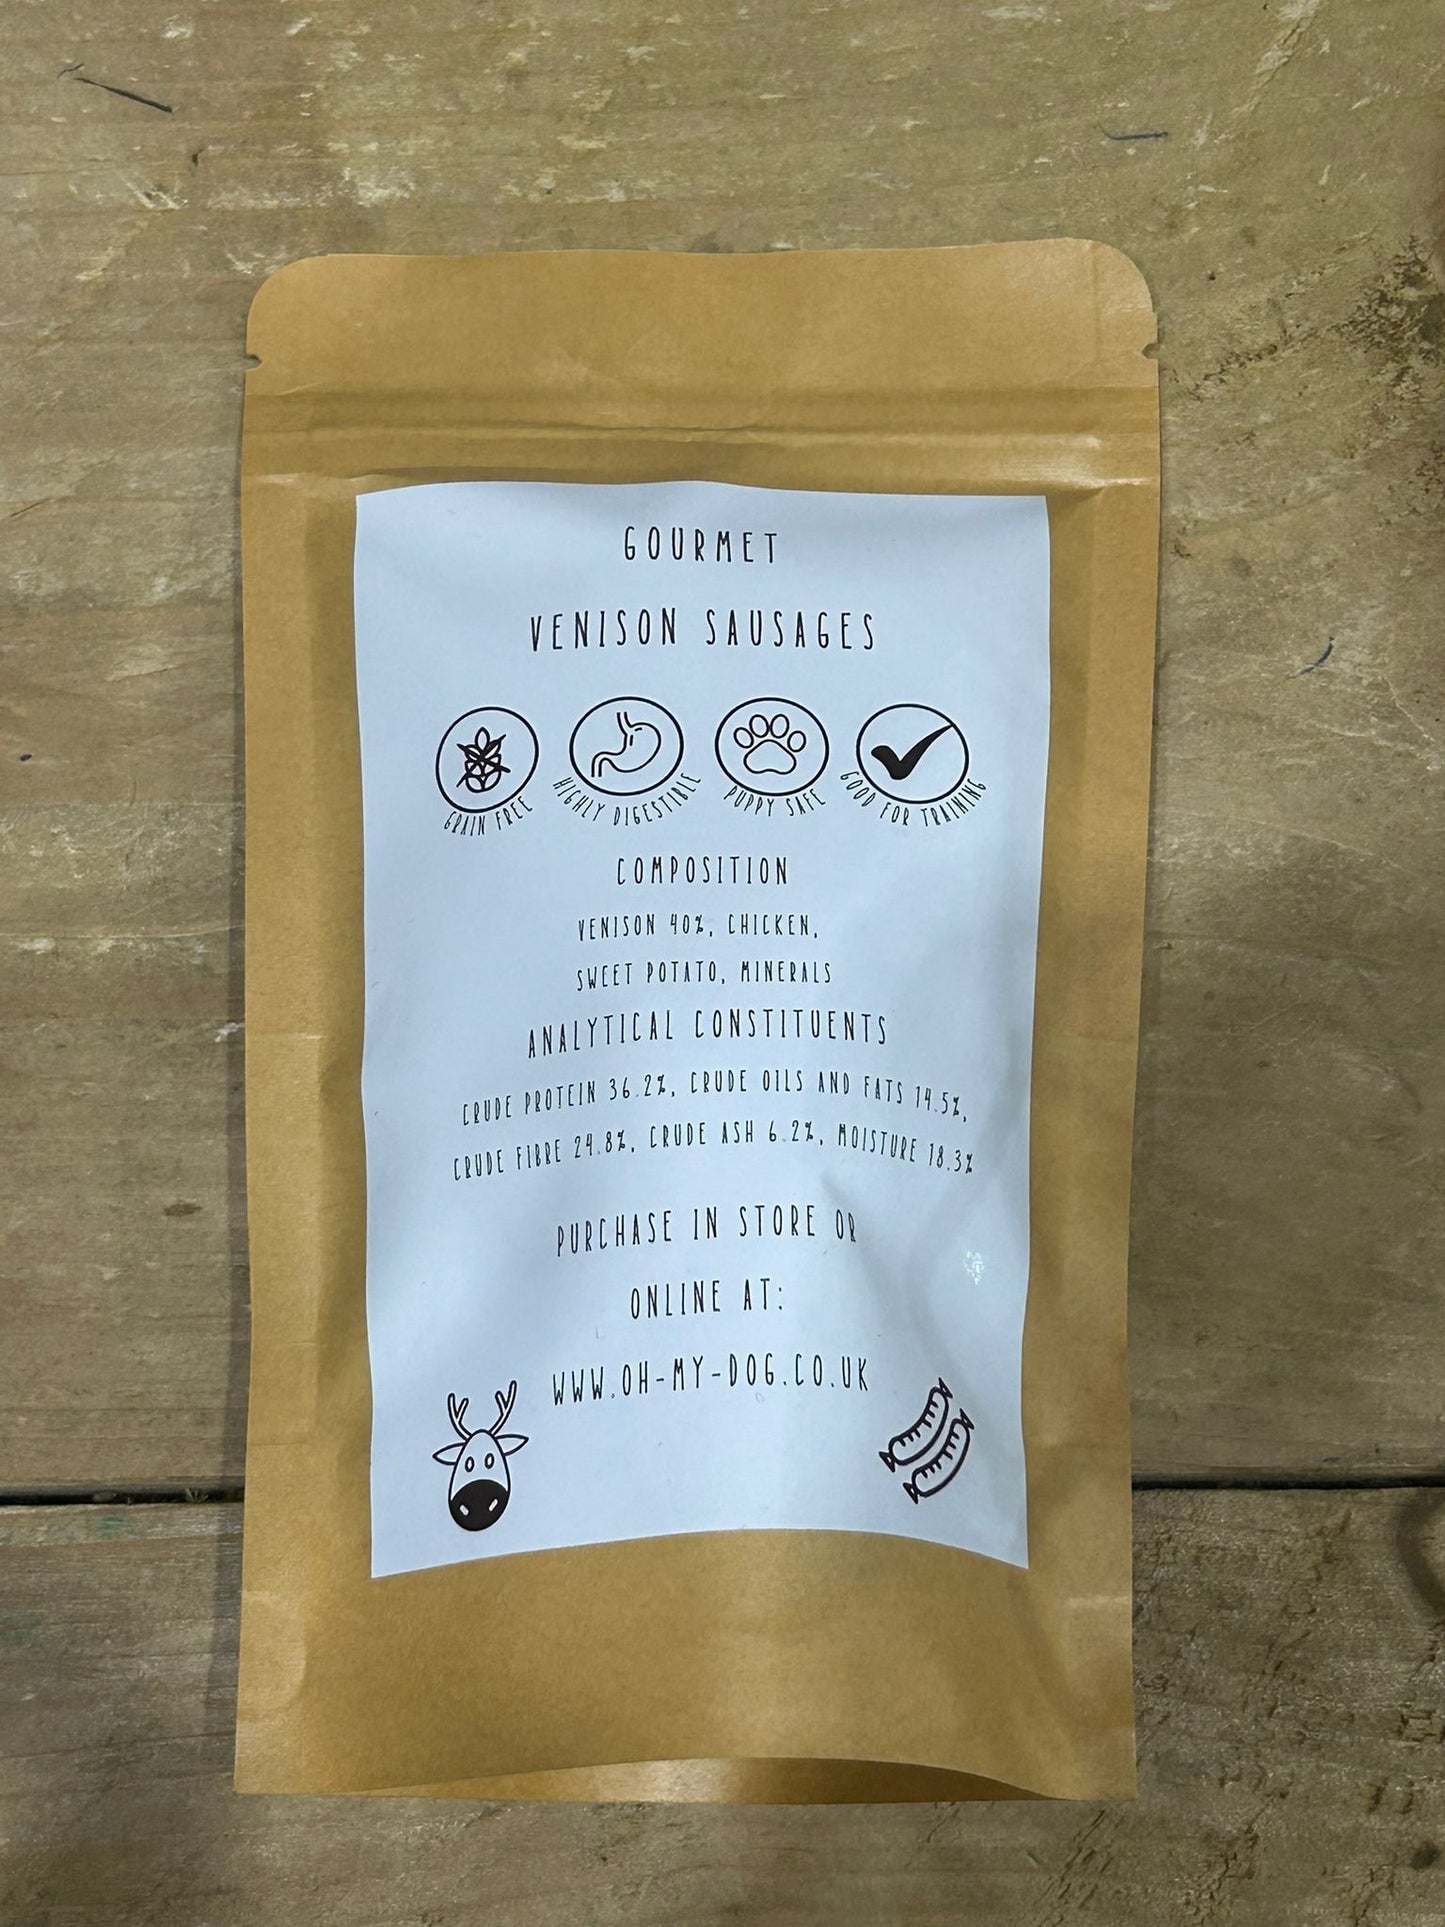 GOURMET
VENISON SAUSAGES
GRAIN FREE
HIGHLY DIGESTIBLE
PUPPY SAFE
GOOD FOR TRAINING
COMPOSITION
VENISON 40%, CHICKEN,
SWEET POTATO, MINERALS
ANALYTICAL CONSTITUENTS
CRUDE PROTEIN 36.2%, CRUDE OILS AND FATS 14.5%,
CRUDE FIBRE 24.8%, CRUDE ASH 6.2%, MOISTURE 18.3%
PURCHASE IN STORE OR
ONLINE AT:
WWW.OH-MY-DOG.CO.UK